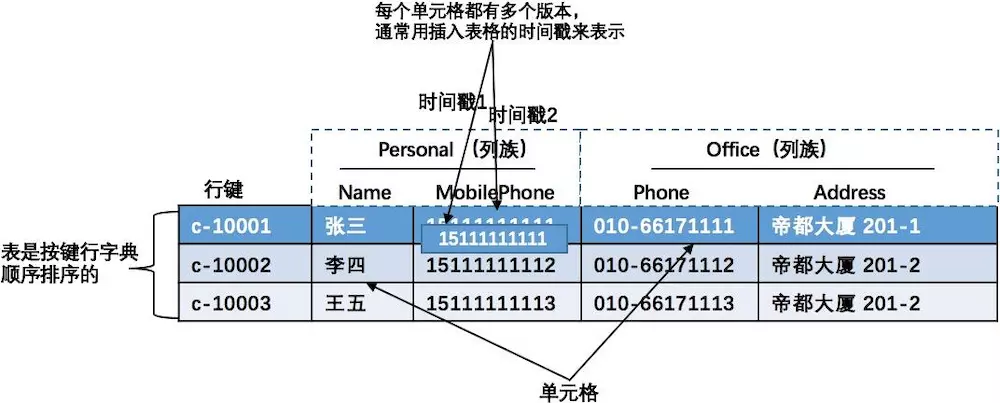 每个单元格都有多个版本，
通常用插入表格的时间戳来表示
时间戳1
时间戳2
Personal （列族）
Office（列族）
行键
Name
MobilePhone
Phone
Address
表是按键行字典
顺序排序的
c-10001
张三
15111111111
010-66171111
帝都大厦 201-1
c-10002
李四
15111111112
010-66171112
帝都大厦 201-2
c-10003
王五
15111111113
010-66171113
帝都大厦 201-2
单元格